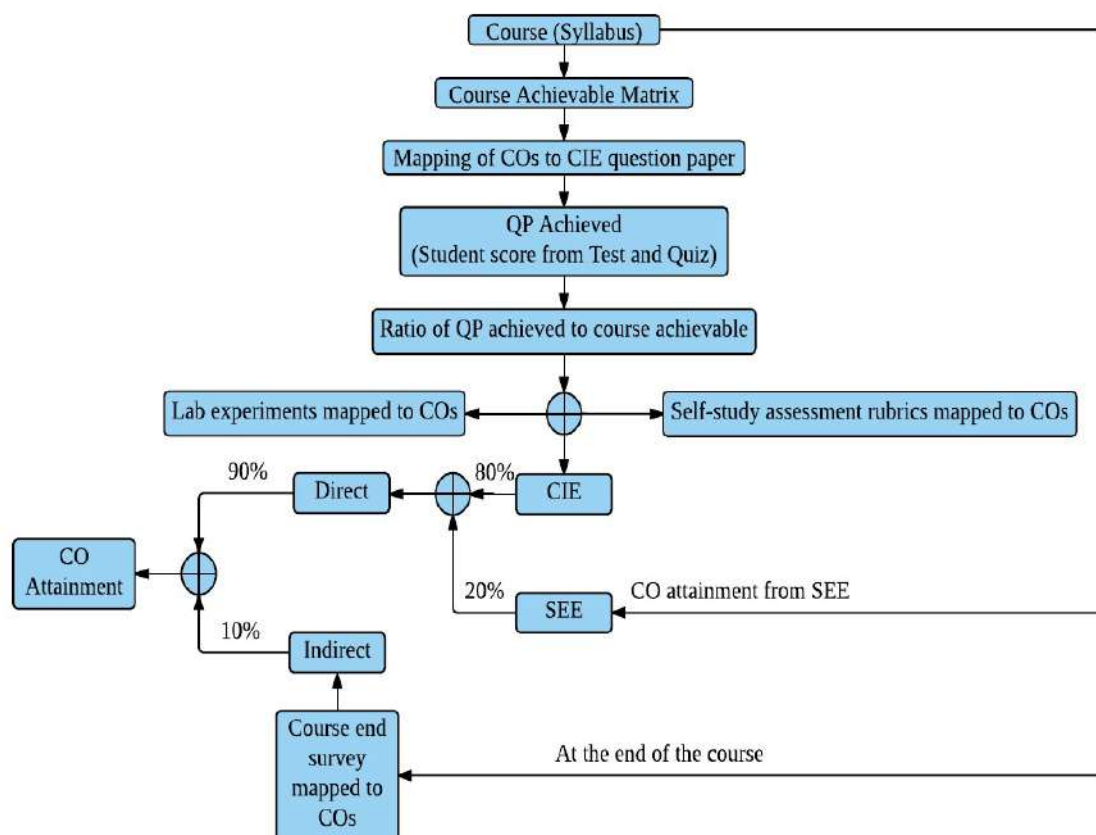 Course (Syllabus)
Course Achievable Matrix
Mapping of COs to CIE question paper
QP Achieved
(Student score from Test and Quiz)
Ratio of QP achieved to course achievable
Lab experiments mapped to COs
Self-study assessment rubrics mapped to COs
90%
Direct
80%
CIE
CO
Attainment
20%
SEE
CO attainment from SEE
10%
Indirect
Course end
survey
mapped to
COs
At the end of the course